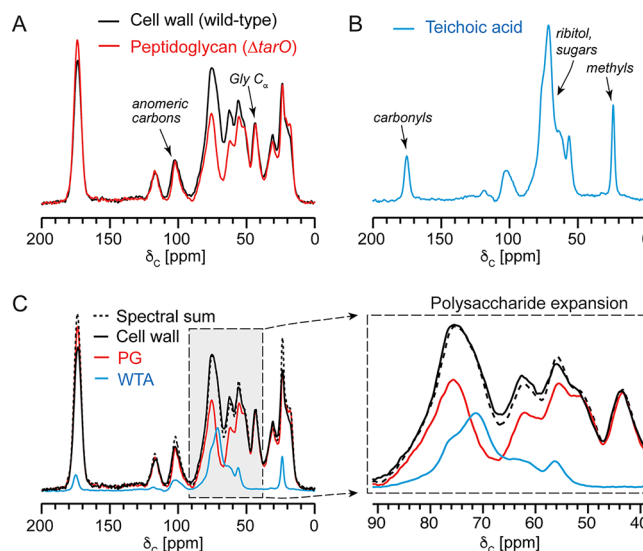 A
Cell wall (wild-type)
Peptidoglycan (ΔtarO)
anomeric
carbons
Gly Cα
200 150 100 50 0
δC [ppm]
B
Teichoic acid
carbonyls
ribitol,
sugars
methyls
200 150 100 50 0
δC [ppm]
C
Spectral sum
Cell wall
PG
WTA
200 150 100 50 0
δC [ppm]
Polysaccharide expansion
90 80 70 60 50 40
δC [ppm]